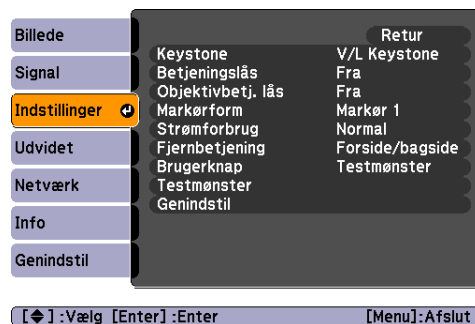 Billede
Signal
Indstillinger
Udvidet
Netværk
Info
Genindstil
Retur
Keystone V/L Keystone
Betjeningslås Fra
Objektivbetj. lås Fra
Markørform Markør 1
Strømforbrug Normal
Fjernbetjening Forside/bagside
Brugerknap Testmønster
Testmønster
Genindstil
[ ] :Vælg [Enter] :Enter [Menu]:Afslut